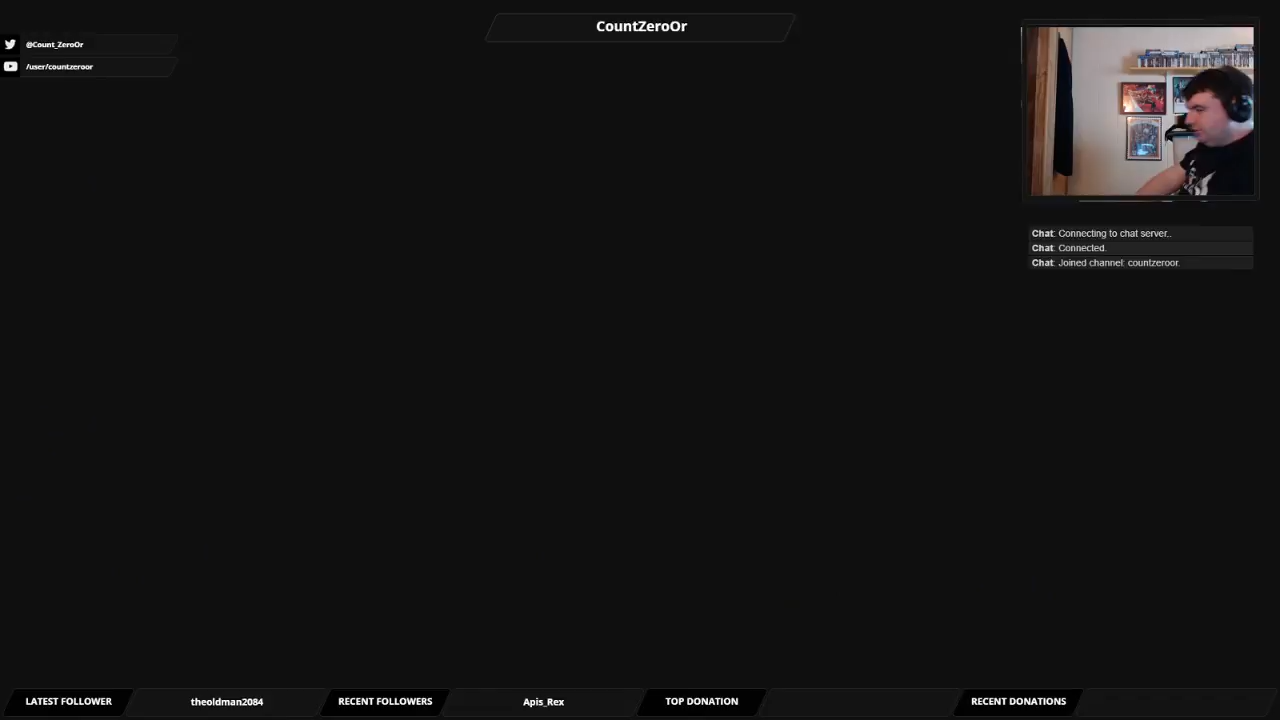 CountZeroOr
@Count_ZeroOr
/user/countzeroor
Chat: Connecting to chat server..
Chat: Connected.
Chat: Joined channel: countzeroor.
LATEST FOLLOWER
theoldman2084
RECENT FOLLOWERS
Apis_Rex
TOP DONATION
RECENT DONATIONS